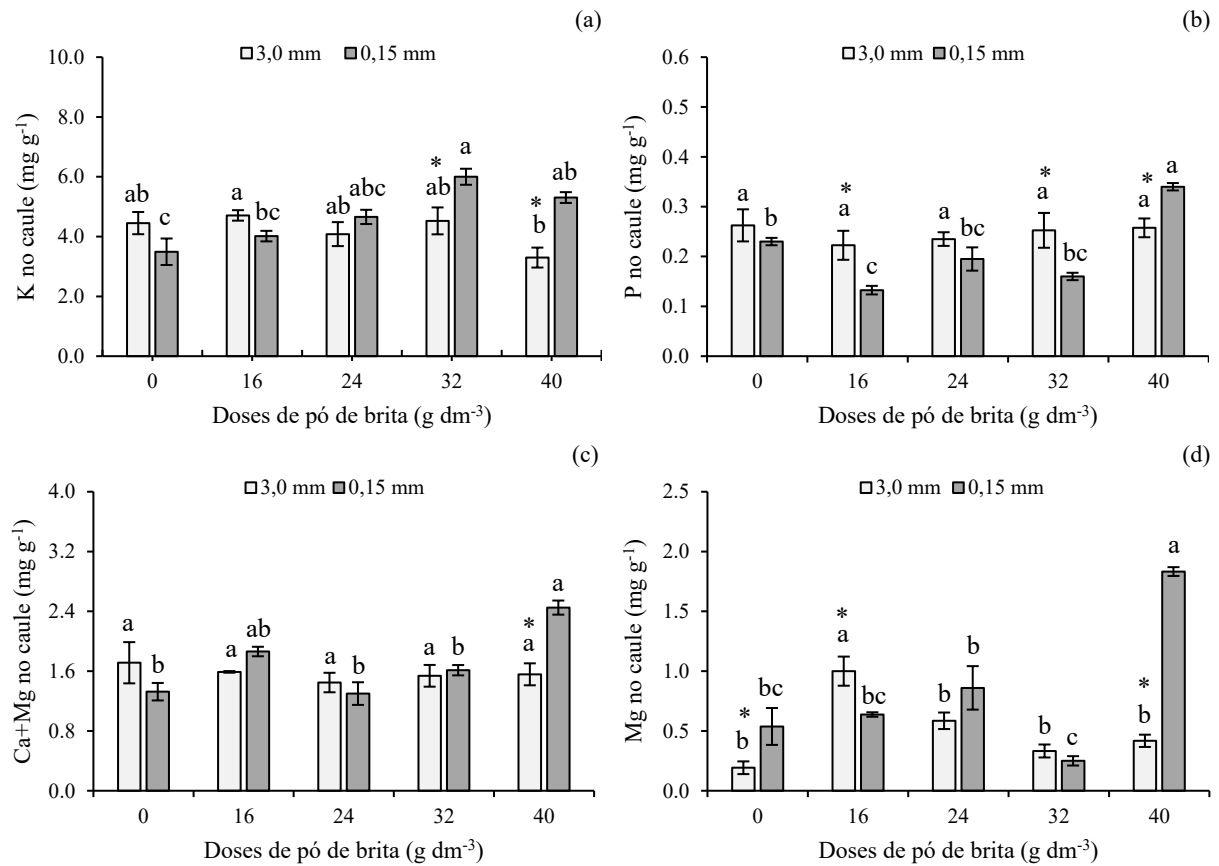 (a)
3,0 mm 0,15 mm
K no caule (mg g-1)
10.0
8.0
6.0
4.0
2.0
0.0
ab c a bc ab abc * ab a * b ab
0 16 24 32 40
Doses de pó de brita (g dm-3)
(b)
3,0 mm 0,15 mm
P no caule (mg g-1)
0.6
0.5
0.4
0.3
0.2
0.1
0.0
a b * a c a bc * a bc * a a
0 16 24 32 40
Doses de pó de brita (g dm-3)
(c)
3,0 mm 0,15 mm
Ca+Mg no caule (mg g-1)
4.0
3.2
2.4
1.6
0.8
0.0
a b a ab a b a b * a a
0 16 24 32 40
Doses de pó de brita (g dm-3)
(d)
3,0 mm 0,15 mm
Mg no caule (mg g-1)
2.5
2.0
1.5
1.0
0.5
0.0
* b bc * a bc b b b c * b a
0 16 24 32 40
Doses de pó de brita (g dm-3)